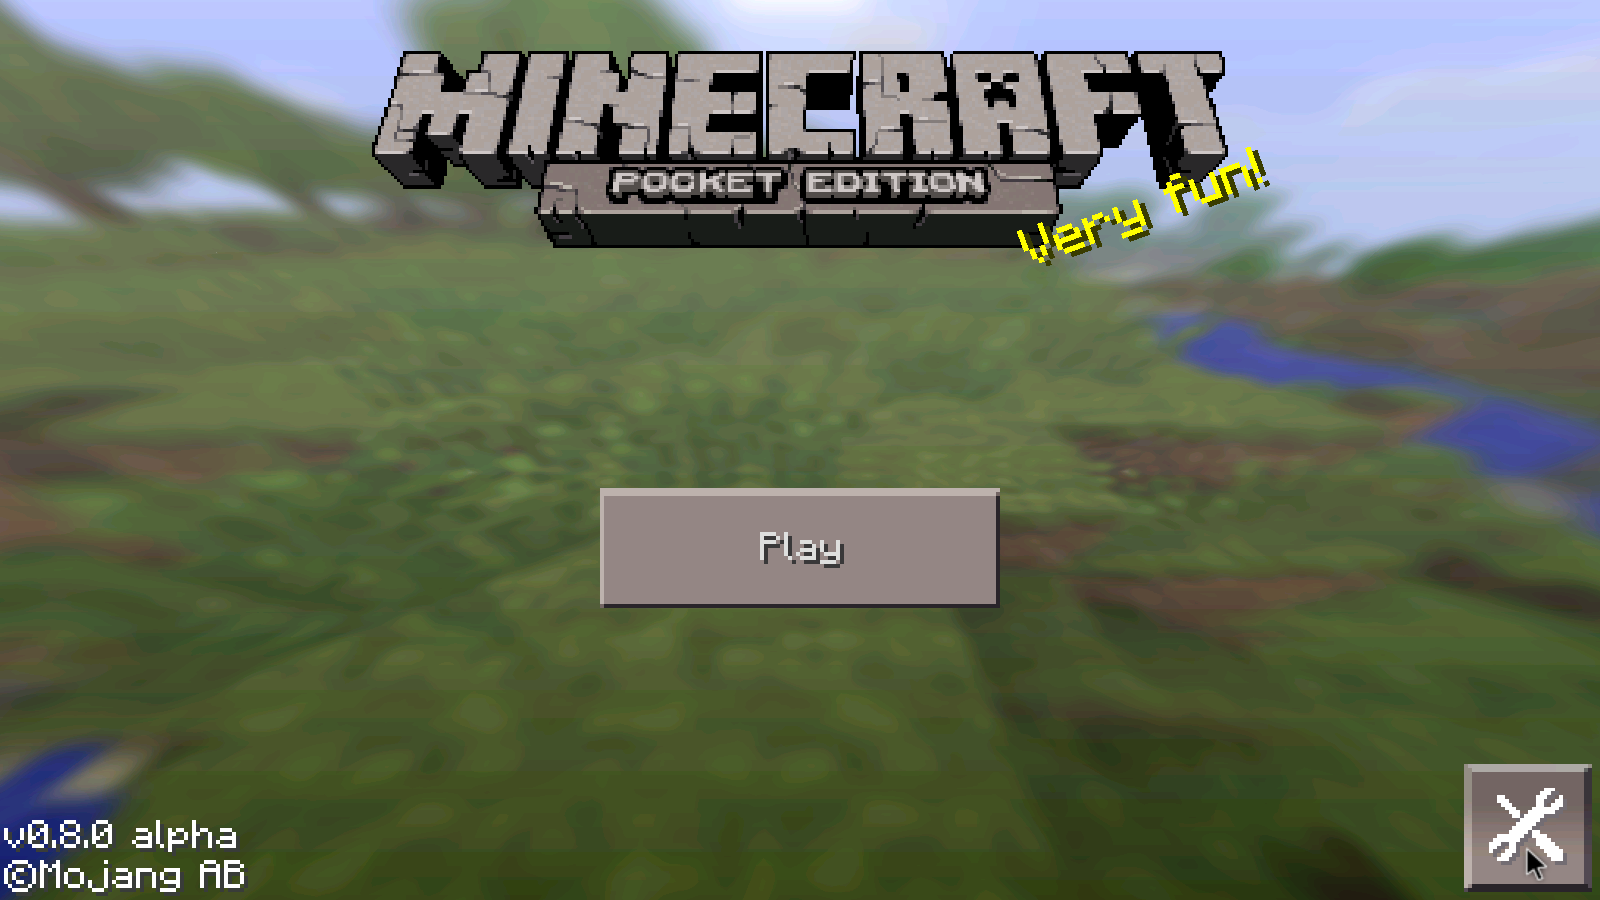 MINECRAFT
POCKET EDITION
Very fun!
Play
v0.8.0 alpha
©Mojang AB